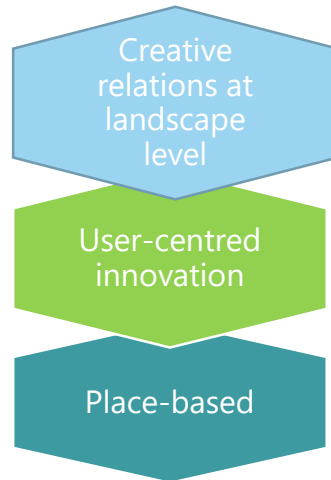 Creative
relations at
landscape
level
User-centred
innovation
Place-based